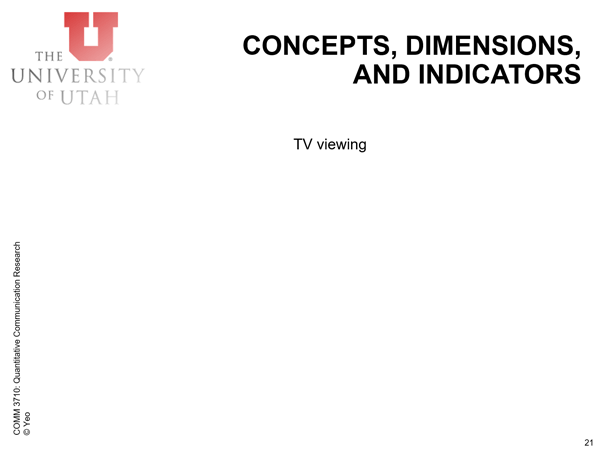 THE
UNIVERSITY
OF UTAH
CONCEPTS, DIMENSIONS,
AND INDICATORS
TV viewing
COMM 3710: Quantitative Communication Research
© Yeo
21